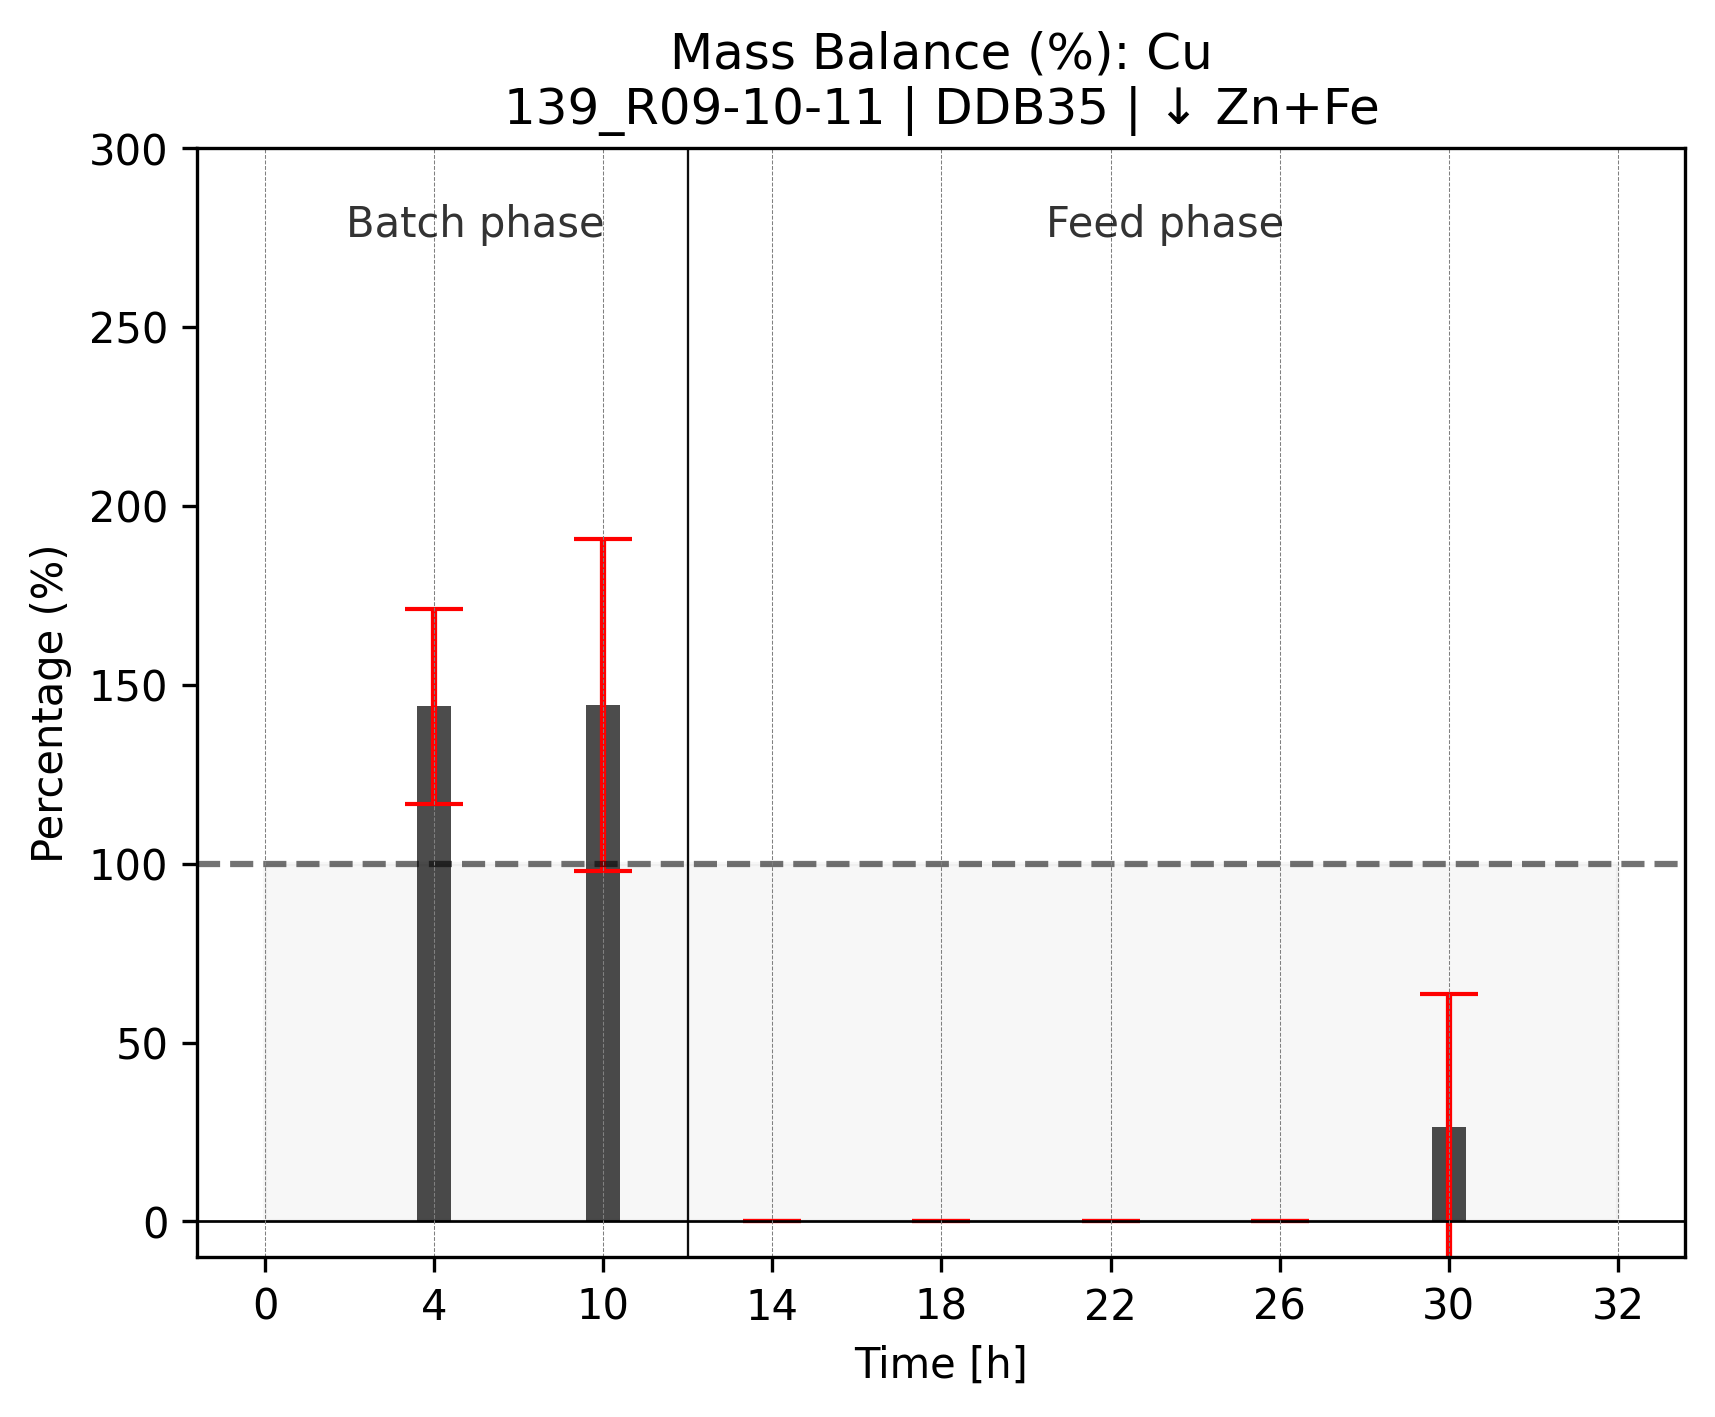 Mass Balance (%): Cu
139_R09-10-11 | DDB35 | ↓ Zn+Fe
Batch phase
Feed phase
Percentage (%)
300
250
200
150
100
50
0
0 4 10 14 18 22 26 30 32
Time [h]